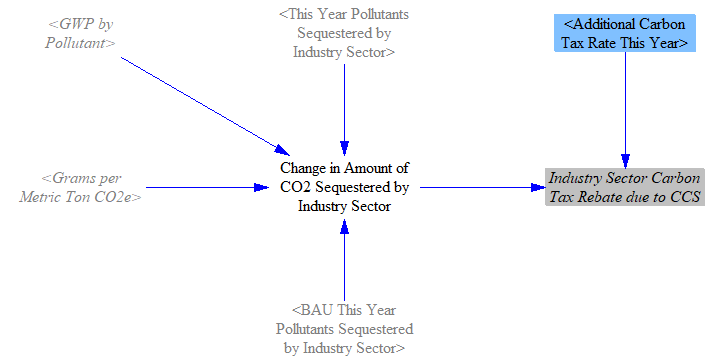 <GWP by
Pollutant>
<This Year Pollutants
Sequestered by
Industry Sector>
<Additional Carbon
Tax Rate This Year>
<Grams per
Metric Ton CO2e>
Change in Amount of
CO2 Sequestered by
Industry Sector
Industry Sector Carbon
Tax Rebate due to CCS
<BAU This Year
Pollutants Sequestered
by Industry Sector>